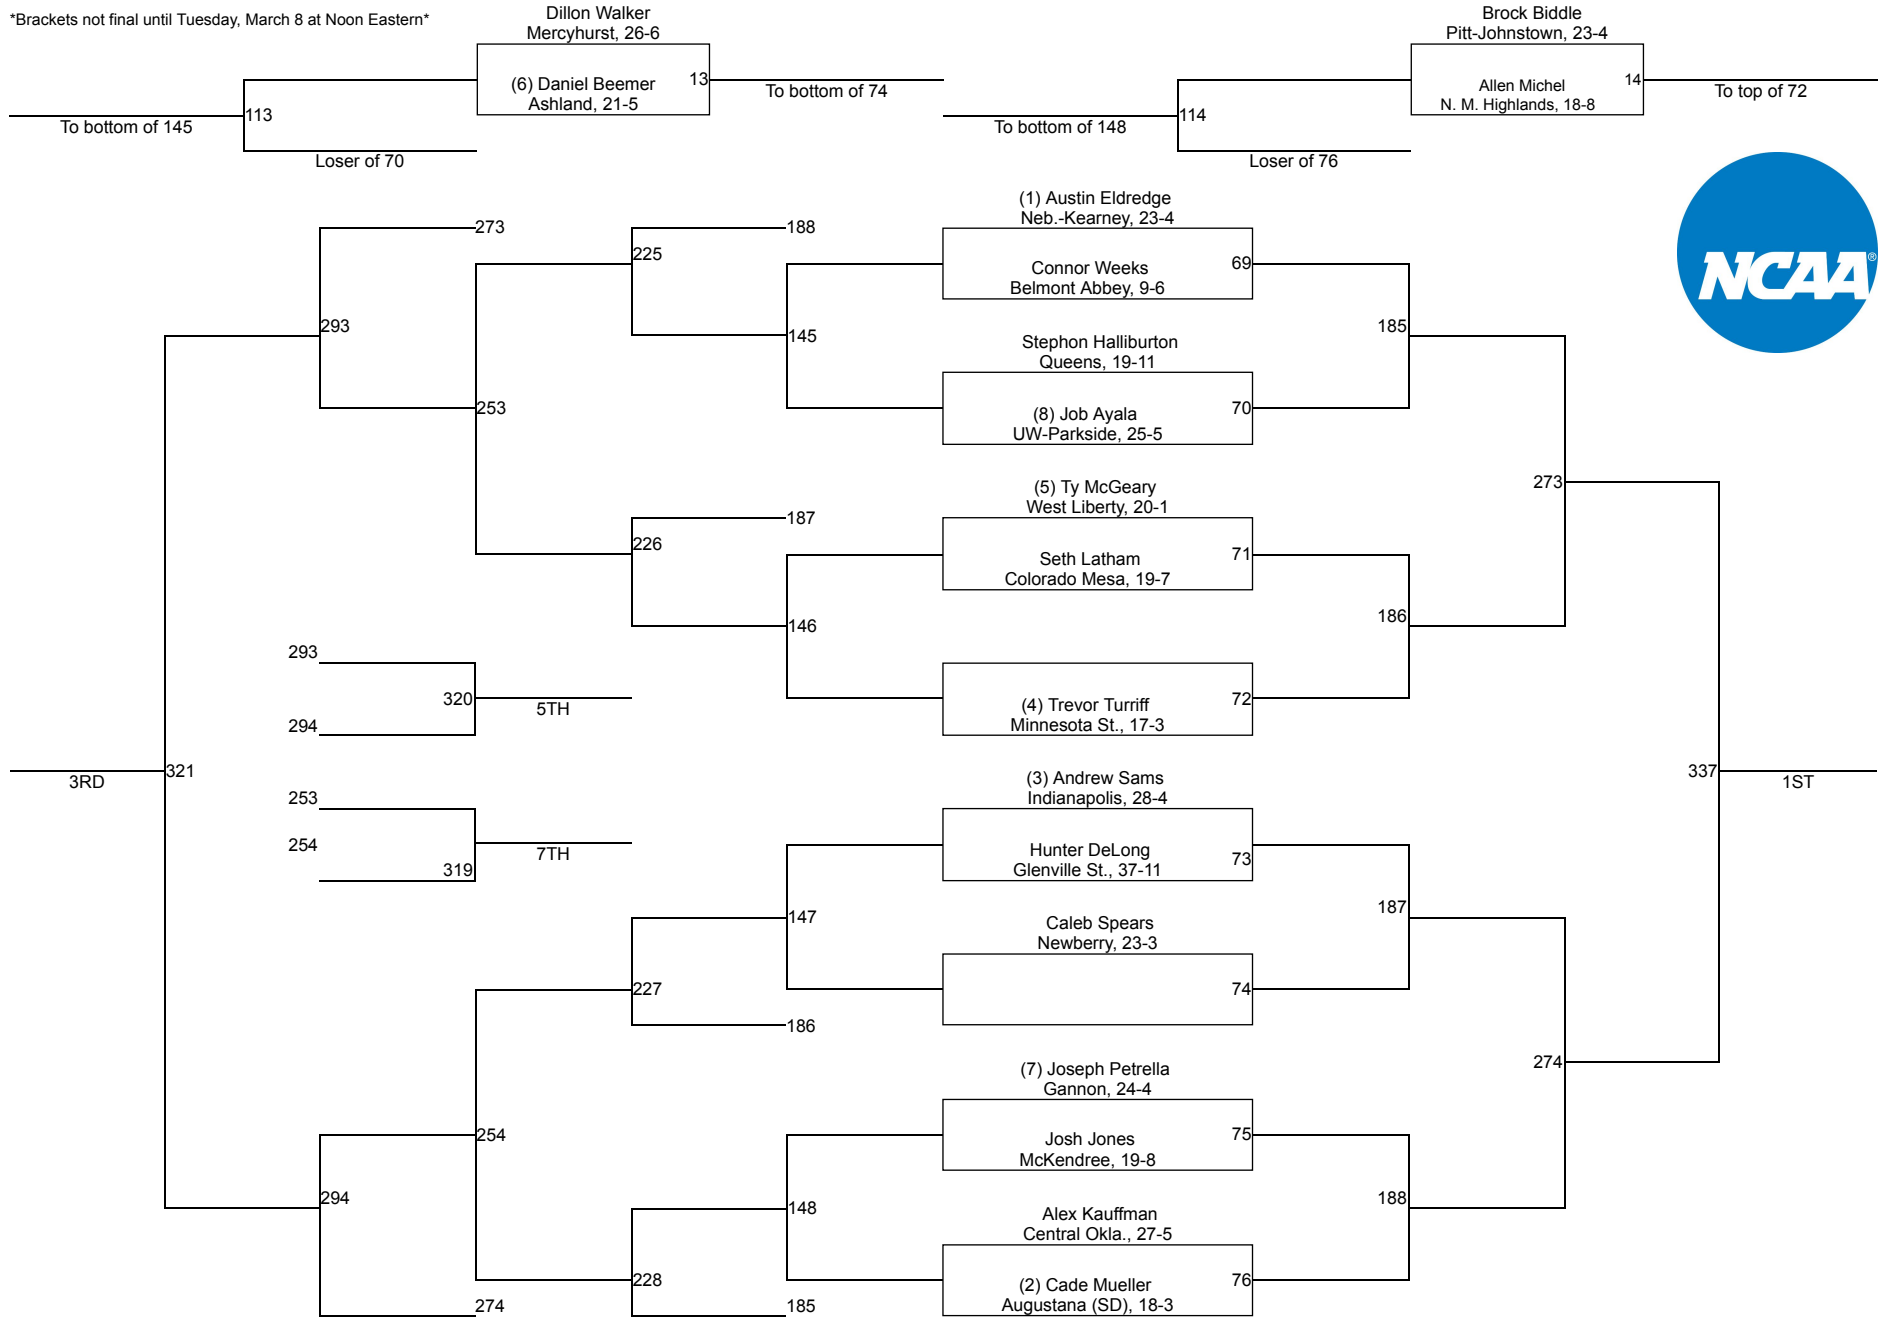 *Brackets not final until Tuesday, March 8 at Noon Eastern*
Dillon Walker
Mercyhurst, 26-6
(6) Daniel Beemer
Ashland, 21-5
13
To bottom of 74
113
To bottom of 145
Loser of 70
Brock Biddle
Pitt-Johnstown, 23-4
Allen Michel
N. M. Highlands, 18-8
14
To top of 72
114
To bottom of 148
Loser of 76
NCAA®
(1) Austin Eldredge
Neb.-Kearney, 23-4
Connor Weeks
Belmont Abbey, 9-6
69
Stephon Halliburton
Queens, 19-11
(8) Job Ayala
UW-Parkside, 25-5
70
(5) Ty McGeary
West Liberty, 20-1
Seth Latham
Colorado Mesa, 19-7
71
(4) Trevor Turriff
Minnesota St., 17-3
72
(3) Andrew Sams
Indianapolis, 28-4
Hunter DeLong
Glenville St., 37-11
73
Caleb Spears
Newberry, 23-3
74
(7) Joseph Petrella
Gannon, 24-4
Josh Jones
McKendree, 19-8
75
Alex Kauffman
Central Okla., 27-5
(2) Cade Mueller
Augustana (SD), 18-3
76
185
186
187
188
273
274
337
1ST
188
145
187
146
147
186
148
185
225
226
227
228
273
253
254
274
293
294
321
3RD
293
294
320
5TH
253
254
319
7TH